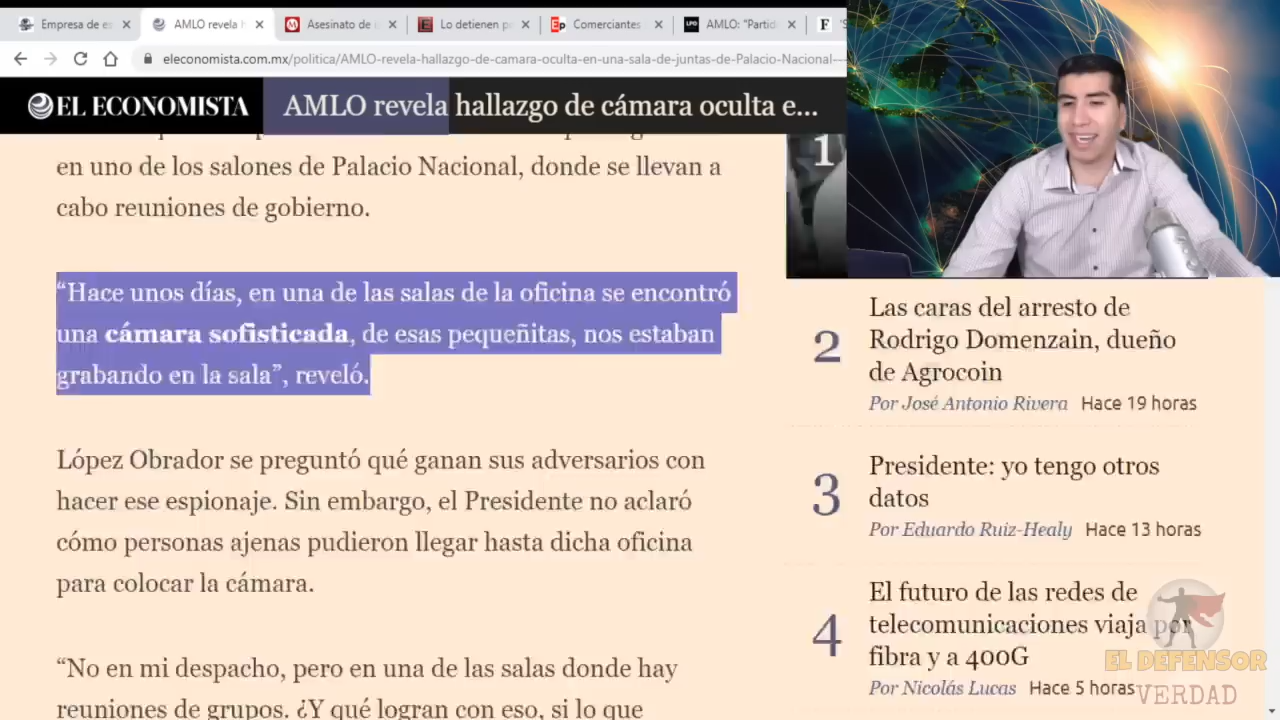 Empresa de es
AMLO revela h
Asesinato de
Lo detienen p
Comerciantes
AMLO: "Partid
eleconomista.com.mx/politica/AMLO-revela-hallazgo-de-camara-oculta-en-una-sala-de-juntas-de-Palacio-Nacional--
EL ECONOMISTA
AMLO revela hallazgo de cámara oculta e...
en uno de los salones de Palacio Nacional, donde se llevan a
cabo reuniones de gobierno.
“Hace unos días, en una de las salas de la oficina se encontró
una cámara sofisticada, de esas pequeñitas, nos estaban
grabando en la sala”, reveló.
López Obrador se preguntó qué ganan sus adversarios con
hacer ese espionaje. Sin embargo, el Presidente no aclaró
cómo personas ajenas pudieron llegar hasta dicha oficina
para colocar la cámara.
“No en mi despacho, pero en una de las salas donde hay
reuniones de grupos. ¿Y qué logran con eso, si lo que
1
2
Las caras del arresto de
Rodrigo Domenzain, dueño
de Agrocoin
Por José Antonio Rivera Hace 19 horas
3
Presidente: yo tengo otros
datos
Por Eduardo Ruiz-Healy Hace 13 horas
4
El futuro de las redes de
telecomunicaciones viaja por
fibra y a 400G
Por Nicolás Lucas Hace 5 horas
EL DEFENSOR
VERDAD